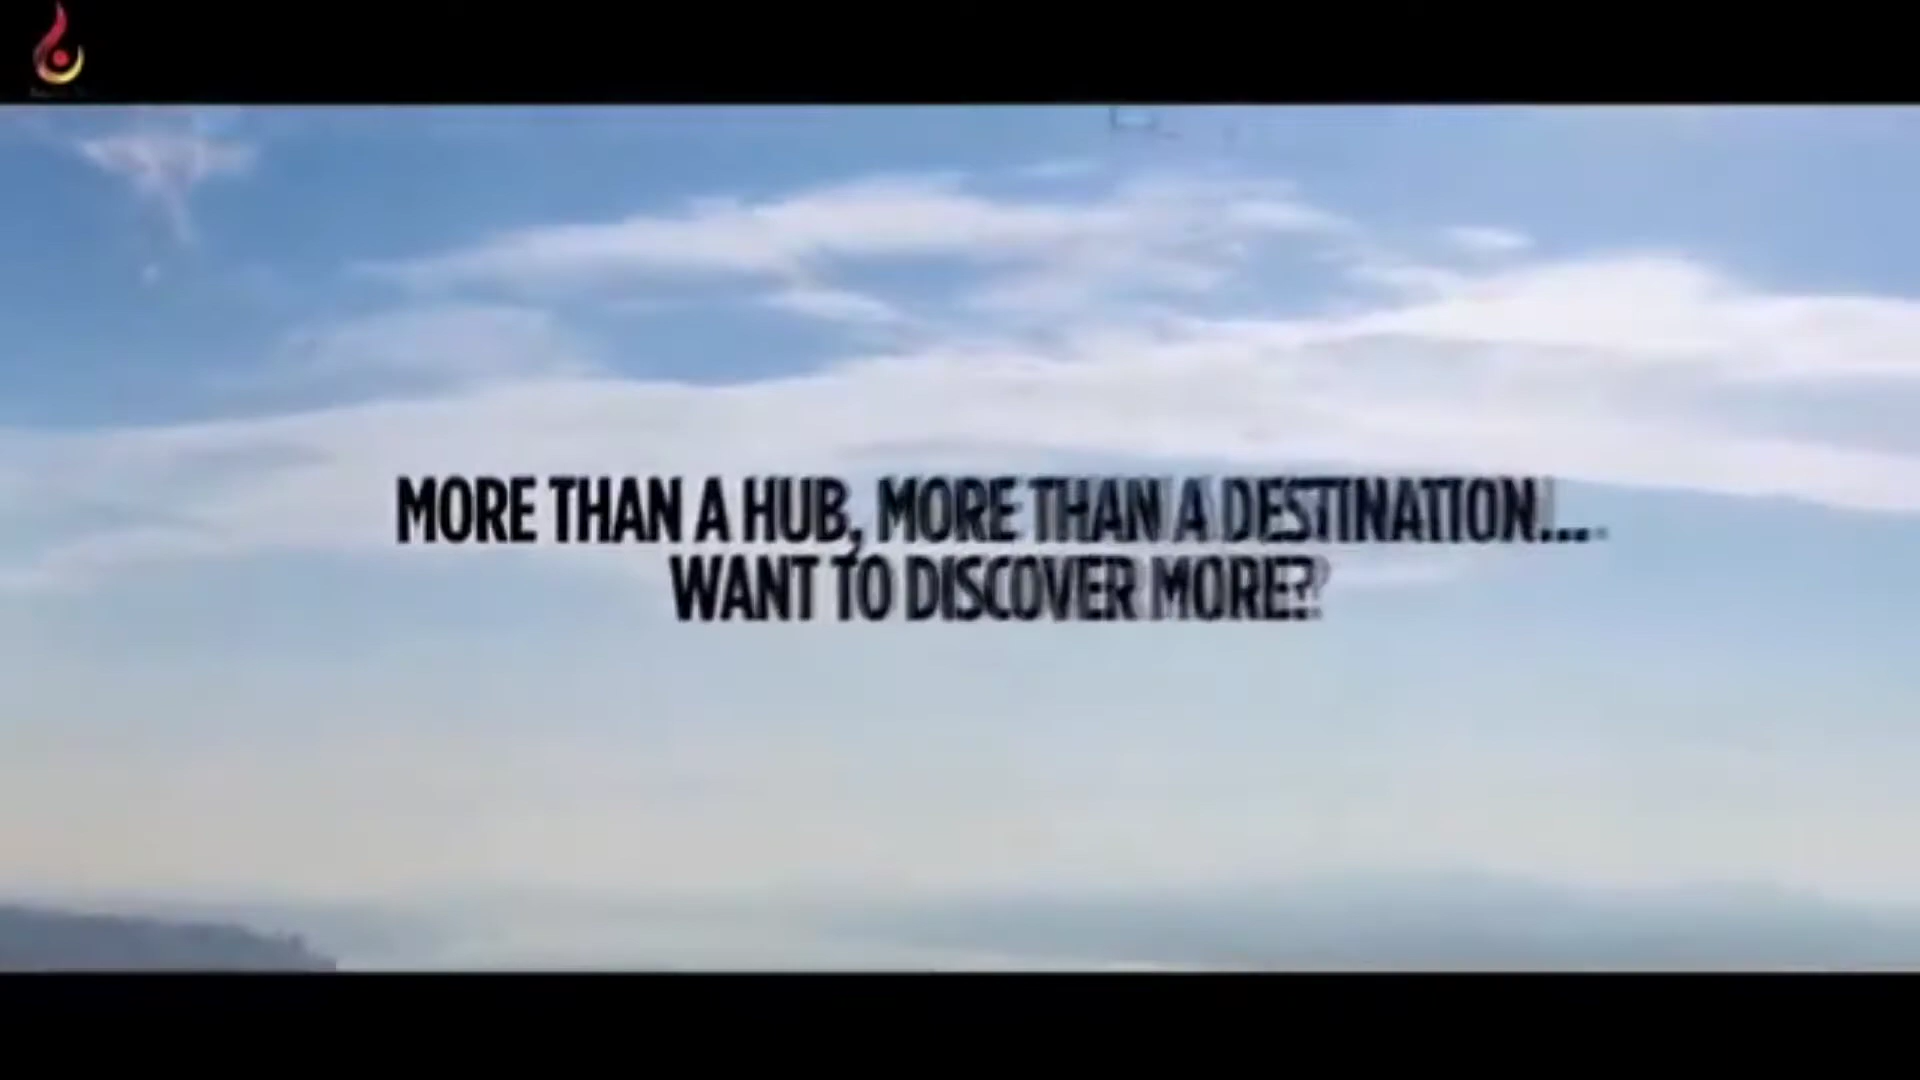 MORE THAN A HUB, MORE THAN A DESTINATION...
WANT TO DISCOVER MORE?